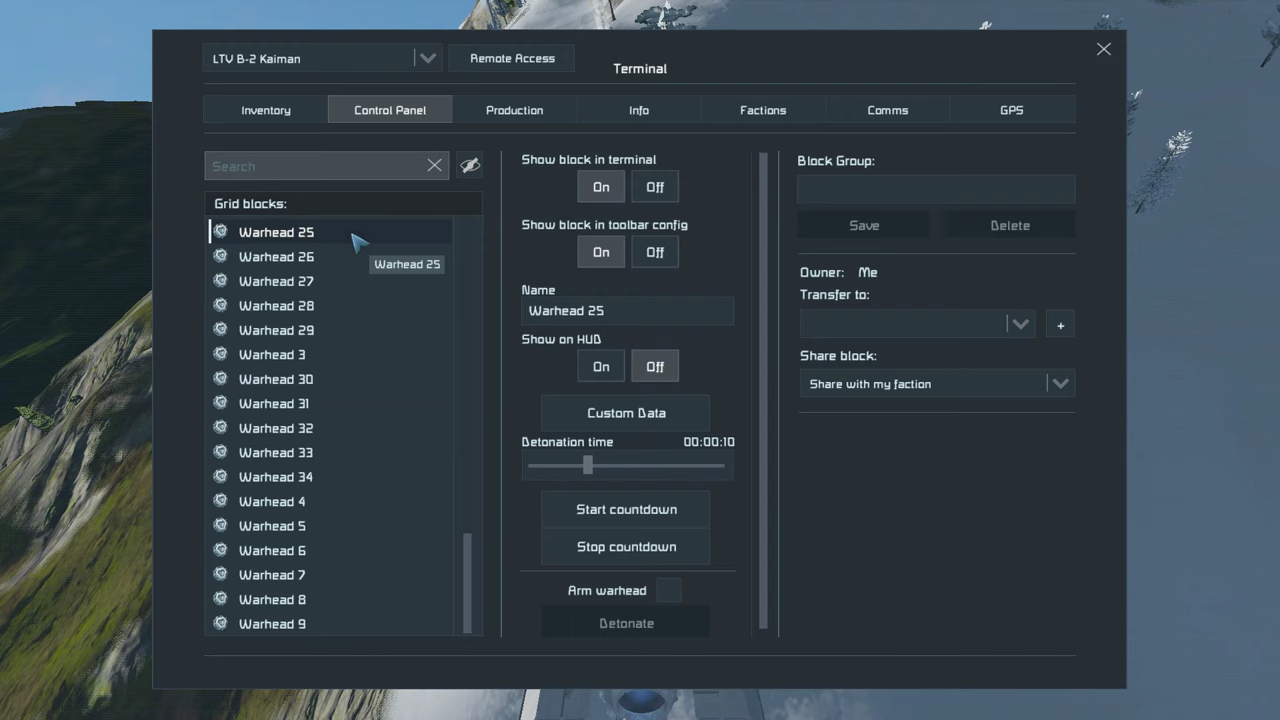 LTV B-2 Kaiman
Remote Access
Terminal
Inventory
Control Panel
Production
Info
Factions
Comms
GPS
Search
Grid blocks:
Warhead 25
Warhead 26
Warhead 27
Warhead 28
Warhead 29
Warhead 3
Warhead 30
Warhead 31
Warhead 32
Warhead 33
Warhead 34
Warhead 4
Warhead 5
Warhead 6
Warhead 7
Warhead 8
Warhead 9
Warhead 25
Show block in terminal
On Off
Show block in toolbar config
On Off
Name
Warhead 25
Show on HUD
On Off
Custom Data
Detonation time 00:00:10
Start countdown
Stop countdown
Arm warhead
Detonate
Block Group:
Save Delete
Owner: Me
Transfer to:
+
Share block:
Share with my faction